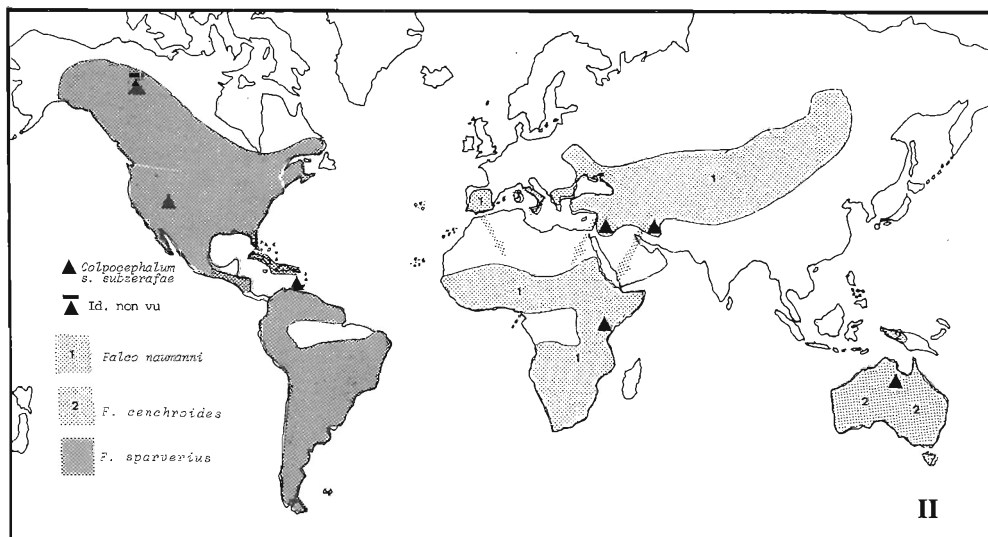 Colpocephalum
s. subzerafae
Id. non vu
1 Falco naumanni
2 F. cenchroides
F. sparverius
1
1
1
1
2 2
II